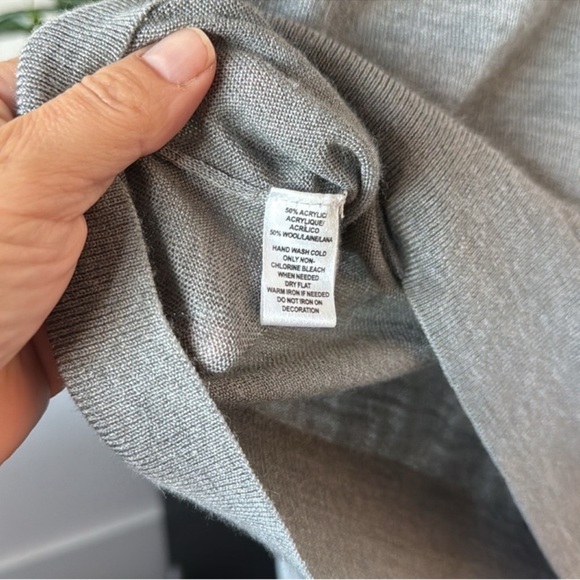 50% ACRYLIC/
ACRYLIQUE/
ACRÍLICO
50% WOOL/LAINE/LANA
HAND WASH COLD
ONLY NON-
CHLORINE BLEACH
WHEN NEEDED
DRY FLAT
WARM IRON IF NEEDED
DO NOT IRON ON
DECORATION